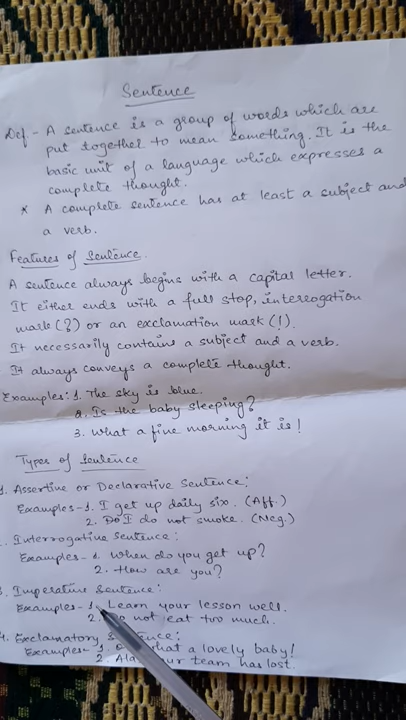 Sentence
Def - A sentence is a group of words which are
put together to mean something. It is the
basic unit of a language which expresses a
complete thought.
* A complete sentence has at least a subject and
a verb.
Features of Sentence.
A sentence always begins with a capital letter.
It either ends with a full stop, interrogation
mark (?) or an exclamation mark (!).
It necessarily contains a subject and a verb.
It always conveys a complete thought.
Examples: 1. The sky is blue.
2. Is the baby sleeping?
3. What a fine morning it is!
Types of Sentence
1. Assertine or Declarative Sentence:
Examples - 1. I get up daily six. (Aff.)
2. I do not smoke. (Neg.)
Interrogative Sentence:
Examples - 1. When do you get up?
2. How are you?
3. Imperative Sentence:
Examples - 1. Learn your lesson well.
2. not eat too much.
4. Exclamatory
Examples - 1. what a lovely baby!
2. our team has lost.